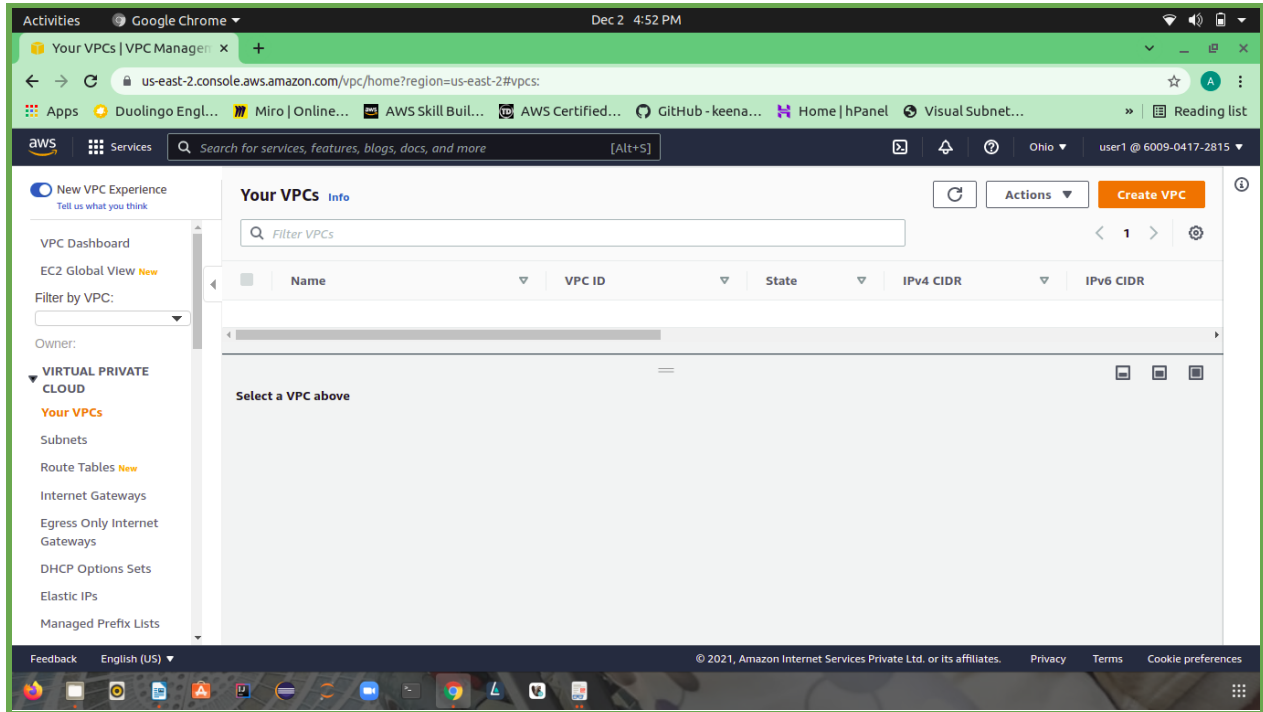 Activities Google Chrome Dec 2 4:52 PM
Your VPCs | VPC Managem
us-east-2.console.aws.amazon.com/vpc/home?region=us-east-2#vpcs: A
Apps Duolingo Engl... Miro | Online... AWS Skill Buil... AWS Certified... GitHub - keena... Home | hPanel Visual Subnet... » Reading list
aws Services Search for services, features, blogs, docs, and more [Alt+S] Ohio user1 @ 6009-0417-2815
New VPC Experience
Tell us what you think
VPC Dashboard
EC2 Global View New
Filter by VPC:
Owner:
VIRTUAL PRIVATE
CLOUD
Your VPCs
Subnets
Route Tables New
Internet Gateways
Egress Only Internet
Gateways
DHCP Options Sets
Elastic IPs
Managed Prefix Lists
Your VPCs Info Actions Create VPC
Filter VPCs 1
Name VPC ID State IPv4 CIDR IPv6 CIDR
Select a VPC above
Feedback English (US) © 2021, Amazon Internet Services Private Ltd. or its affiliates. Privacy Terms Cookie preferences